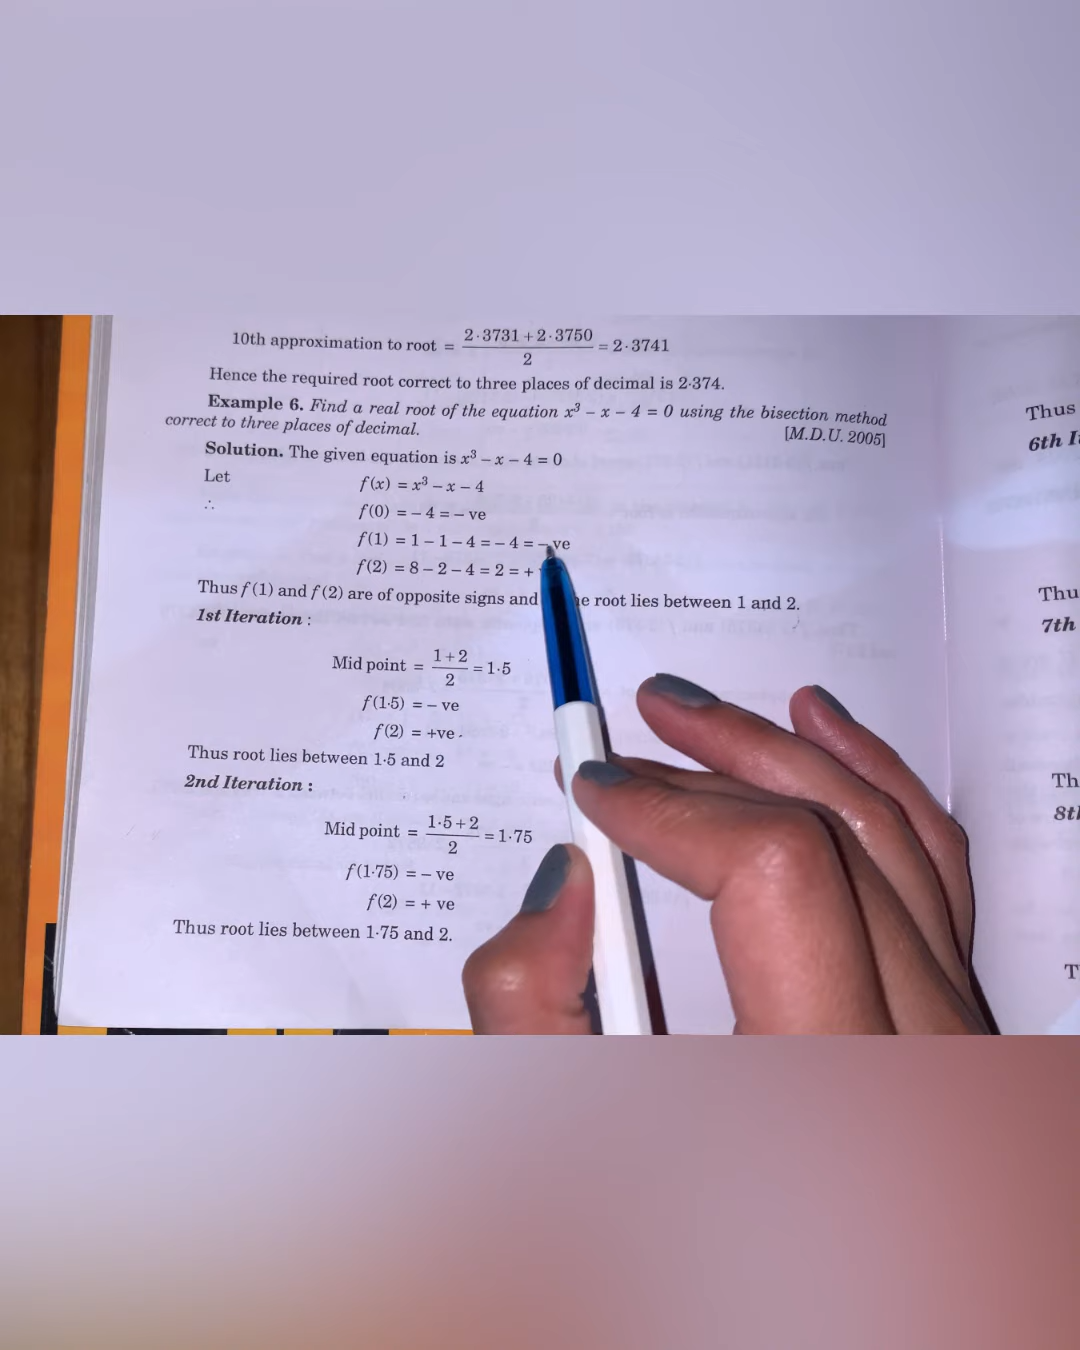 10th approximation to root = 2·3731 + 2·3750 / 2 = 2·3741
Hence the required root correct to three places of decimal is 2·374.
Example 6. Find a real root of the equation x³ – x – 4 = 0 using the bisection method
correct to three places of decimal. [M.D.U. 2005]
Solution. The given equation is x³ – x – 4 = 0
Let f(x) = x³ – x – 4
∴ f(0) = – 4 = – ve
f(1) = 1 – 1 – 4 = – 4 = – ve
f(2) = 8 – 2 – 4 = 2 = +
Thus f(1) and f(2) are of opposite signs and root lies between 1 and 2.
1st Iteration :
Mid point = 1 + 2 / 2 = 1·5
f(1·5) = – ve
f(2) = +ve .
Thus root lies between 1·5 and 2
2nd Iteration :
Mid point = 1·5 + 2 / 2 = 1·75
f(1·75) = – ve
f(2) = + ve
Thus root lies between 1·75 and 2.
Thus
6th
7th